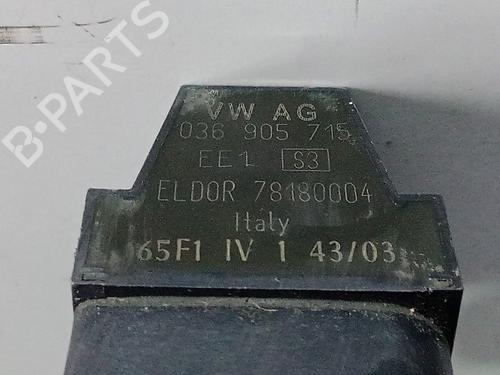 B-PARTS
VW AG
036 905 715
EE1 S3
ELDOR 78180004
Italy
65F1 IV 1 43/03